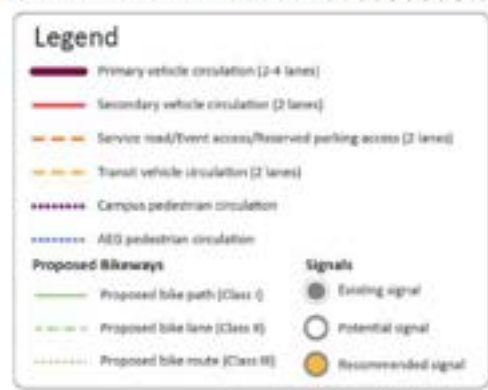 Legend
Primary vehicle circulation (2-4 lanes)
Secondary vehicle circulation (2 lanes)
Service road/Event access/Reserved parking access (2 lanes)
Transit vehicle circulation (2 lanes)
Campus pedestrian circulation
AEG pedestrian circulation
Proposed Bikeways
Proposed bike path (Class I)
Proposed bike lane (Class II)
Proposed bike route (Class III)
Signals
Existing signal
Potential signal
Recommended signal